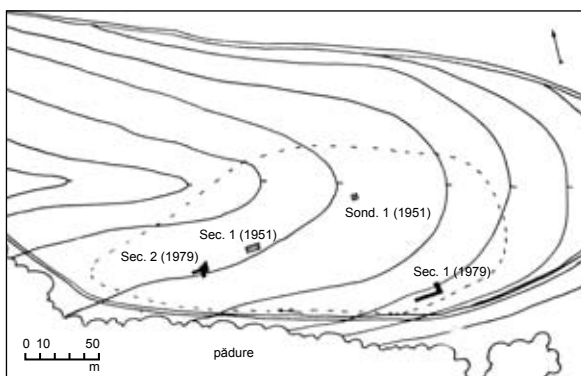 Sond. 1 (1951)
Sec. 1 (1951)
Sec. 2 (1979)
Sec. 1 (1979)
0 10 50
m
pădure